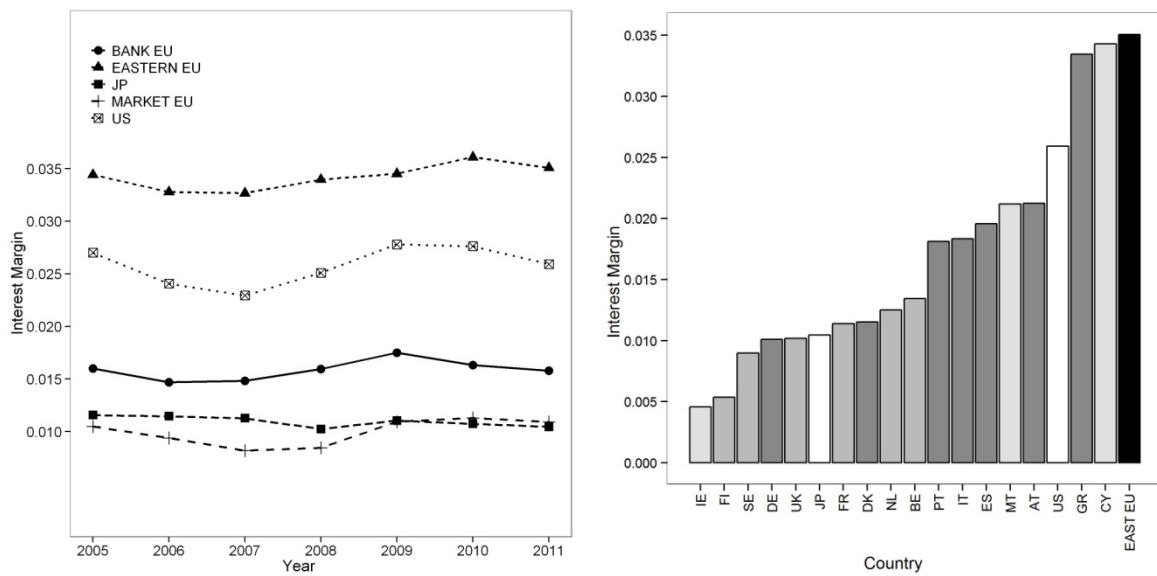 BANK EU
EASTERN EU
JP
MARKET EU
US
Interest Margin
0.035
0.030
0.025
0.020
0.015
0.010
2005 2006 2007 2008 2009 2010 2011
Year
Interest Margin
0.035
0.030
0.025
0.020
0.015
0.010
0.005
0.000
IE FI SE DE UK JP FR DK NL BE PT IT ES MT AT US GR CY EAST EU
Country